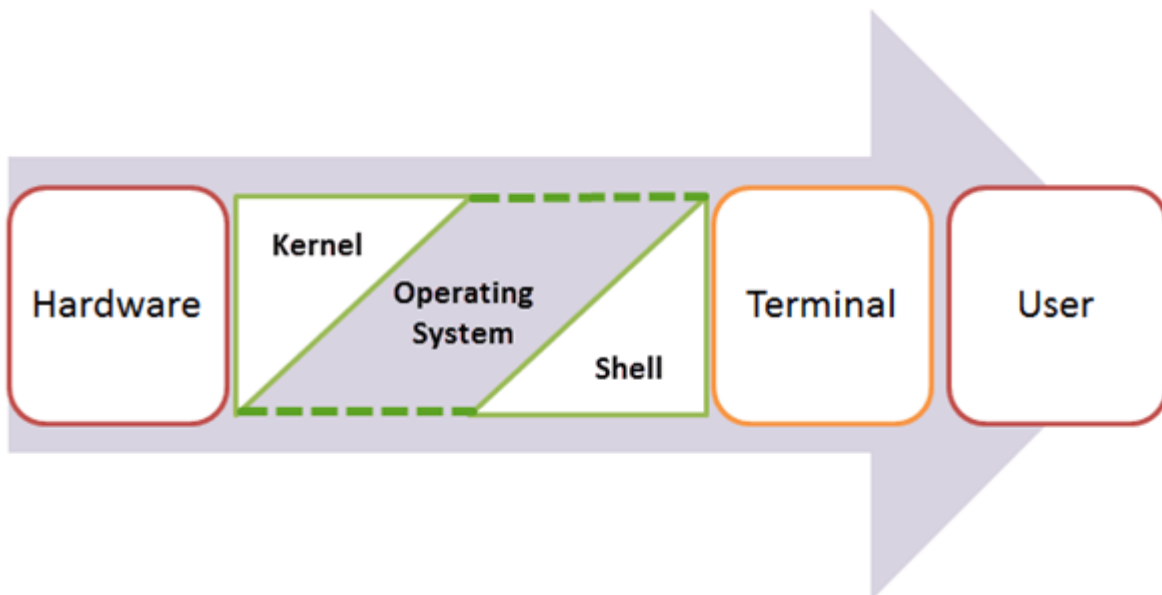 Hardware
Kernel
Operating
System
Shell
Terminal
User